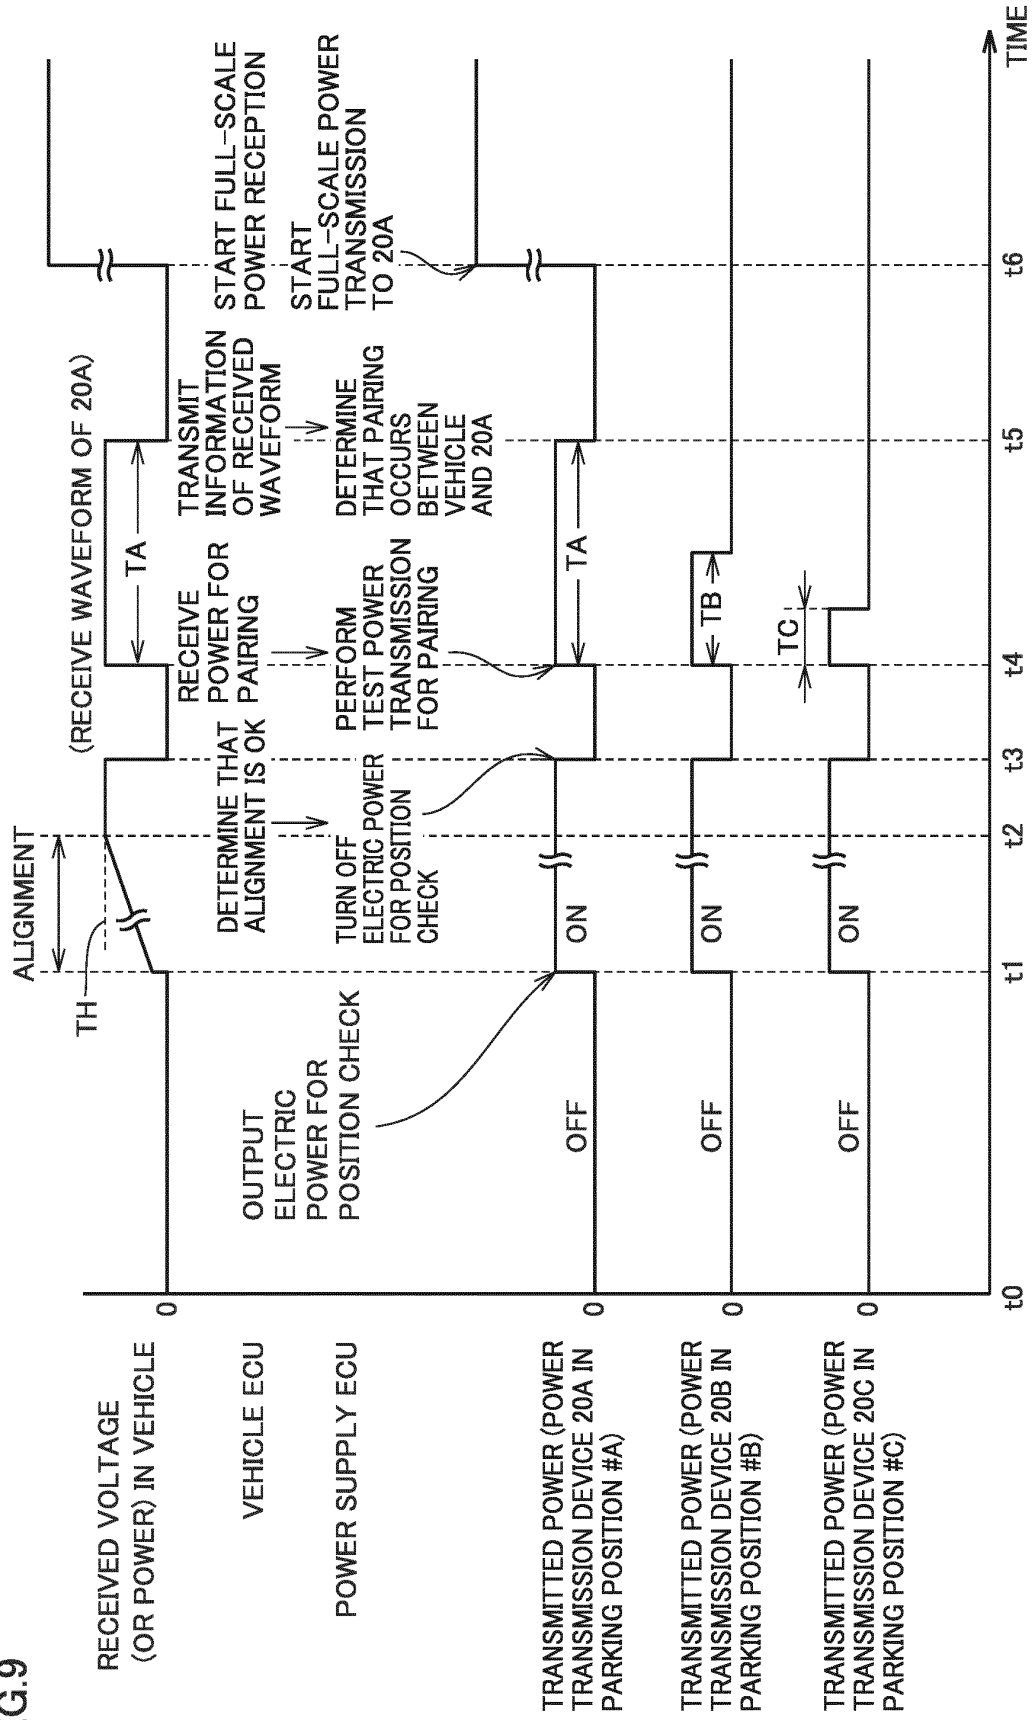 G.9
RECEIVED VOLTAGE
(OR POWER) IN VEHICLE
0
ALIGNMENT
TH
(RECEIVE WAVEFORM OF 20A)
TA
VEHICLE ECU
DETERMINE THAT
ALIGNMENT IS OK
RECEIVE
POWER FOR
PAIRING
TRANSMIT
INFORMATION
OF RECEIVED
WAVEFORM
START FULL-SCALE
POWER RECEPTION
POWER SUPPLY ECU
OUTPUT
ELECTRIC
POWER FOR
POSITION CHECK
TURN OFF
ELECTRIC POWER
FOR POSITION
CHECK
PERFORM
TEST POWER
TRANSMISSION
FOR PAIRING
DETERMINE
THAT PAIRING
OCCURS
BETWEEN
VEHICLE
AND 20A
START
FULL-SCALE POWER
TRANSMISSION
TO 20A
TRANSMITTED POWER (POWER
TRANSMISSION DEVICE 20A IN
PARKING POSITION #A)
0
OFF
ON
TA
TRANSMITTED POWER (POWER
TRANSMISSION DEVICE 20B IN
PARKING POSITION #B)
0
OFF
ON
TB
TRANSMITTED POWER (POWER
TRANSMISSION DEVICE 20C IN
PARKING POSITION #C)
0
OFF
ON
TC
t0
t1
t2
t3
t4
t5
t6
TIME